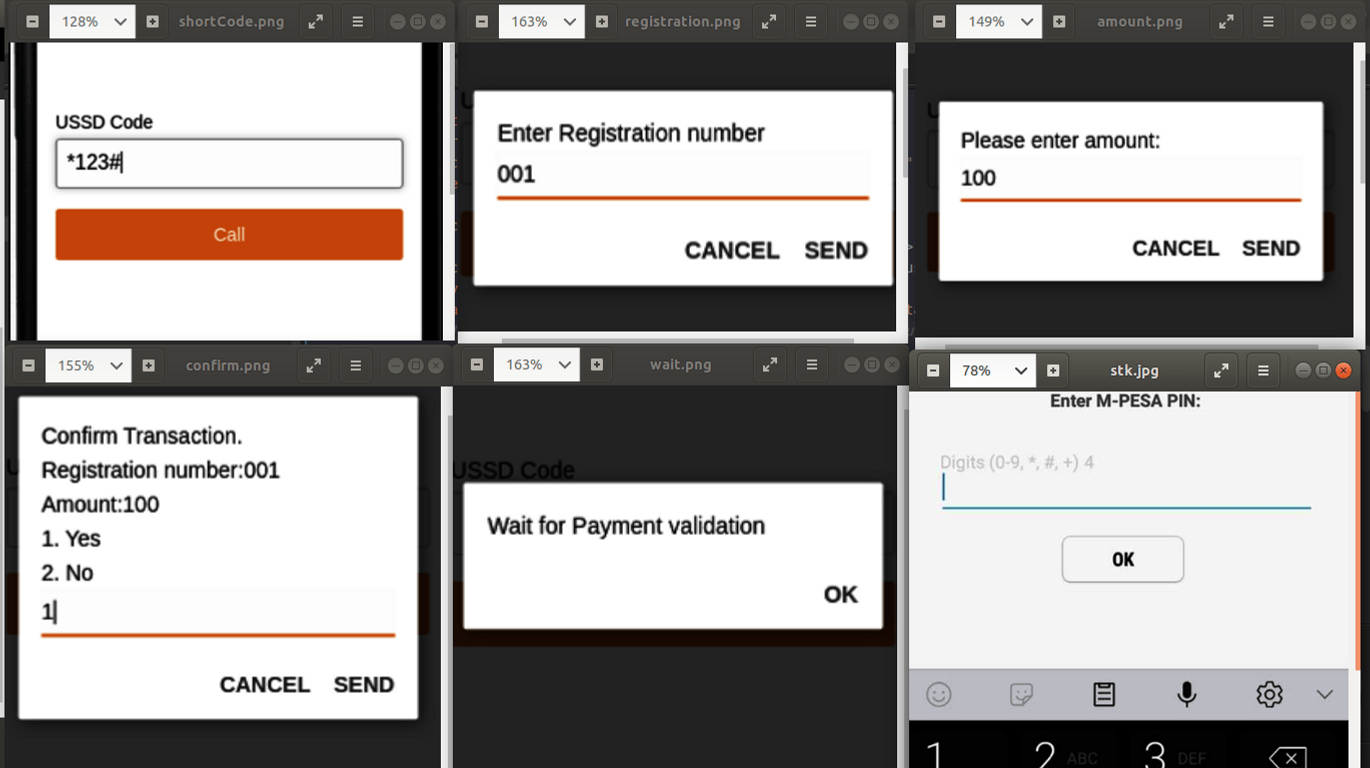 128%
shortCode.png
USSD Code
*123#
Call
163%
registration.png
Enter Registration number
001
CANCEL SEND
149%
amount.png
Please enter amount:
100
CANCEL SEND
155%
confirm.png
Confirm Transaction.
Registration number:001
Amount:100
1. Yes
2. No
1
CANCEL SEND
163%
wait.png
USSD Code
Wait for Payment validation
OK
78%
stk.jpg
Enter M-PESA PIN:
Digits (0-9, *, #, +) 4
OK
1 2 ABC 3 DEF